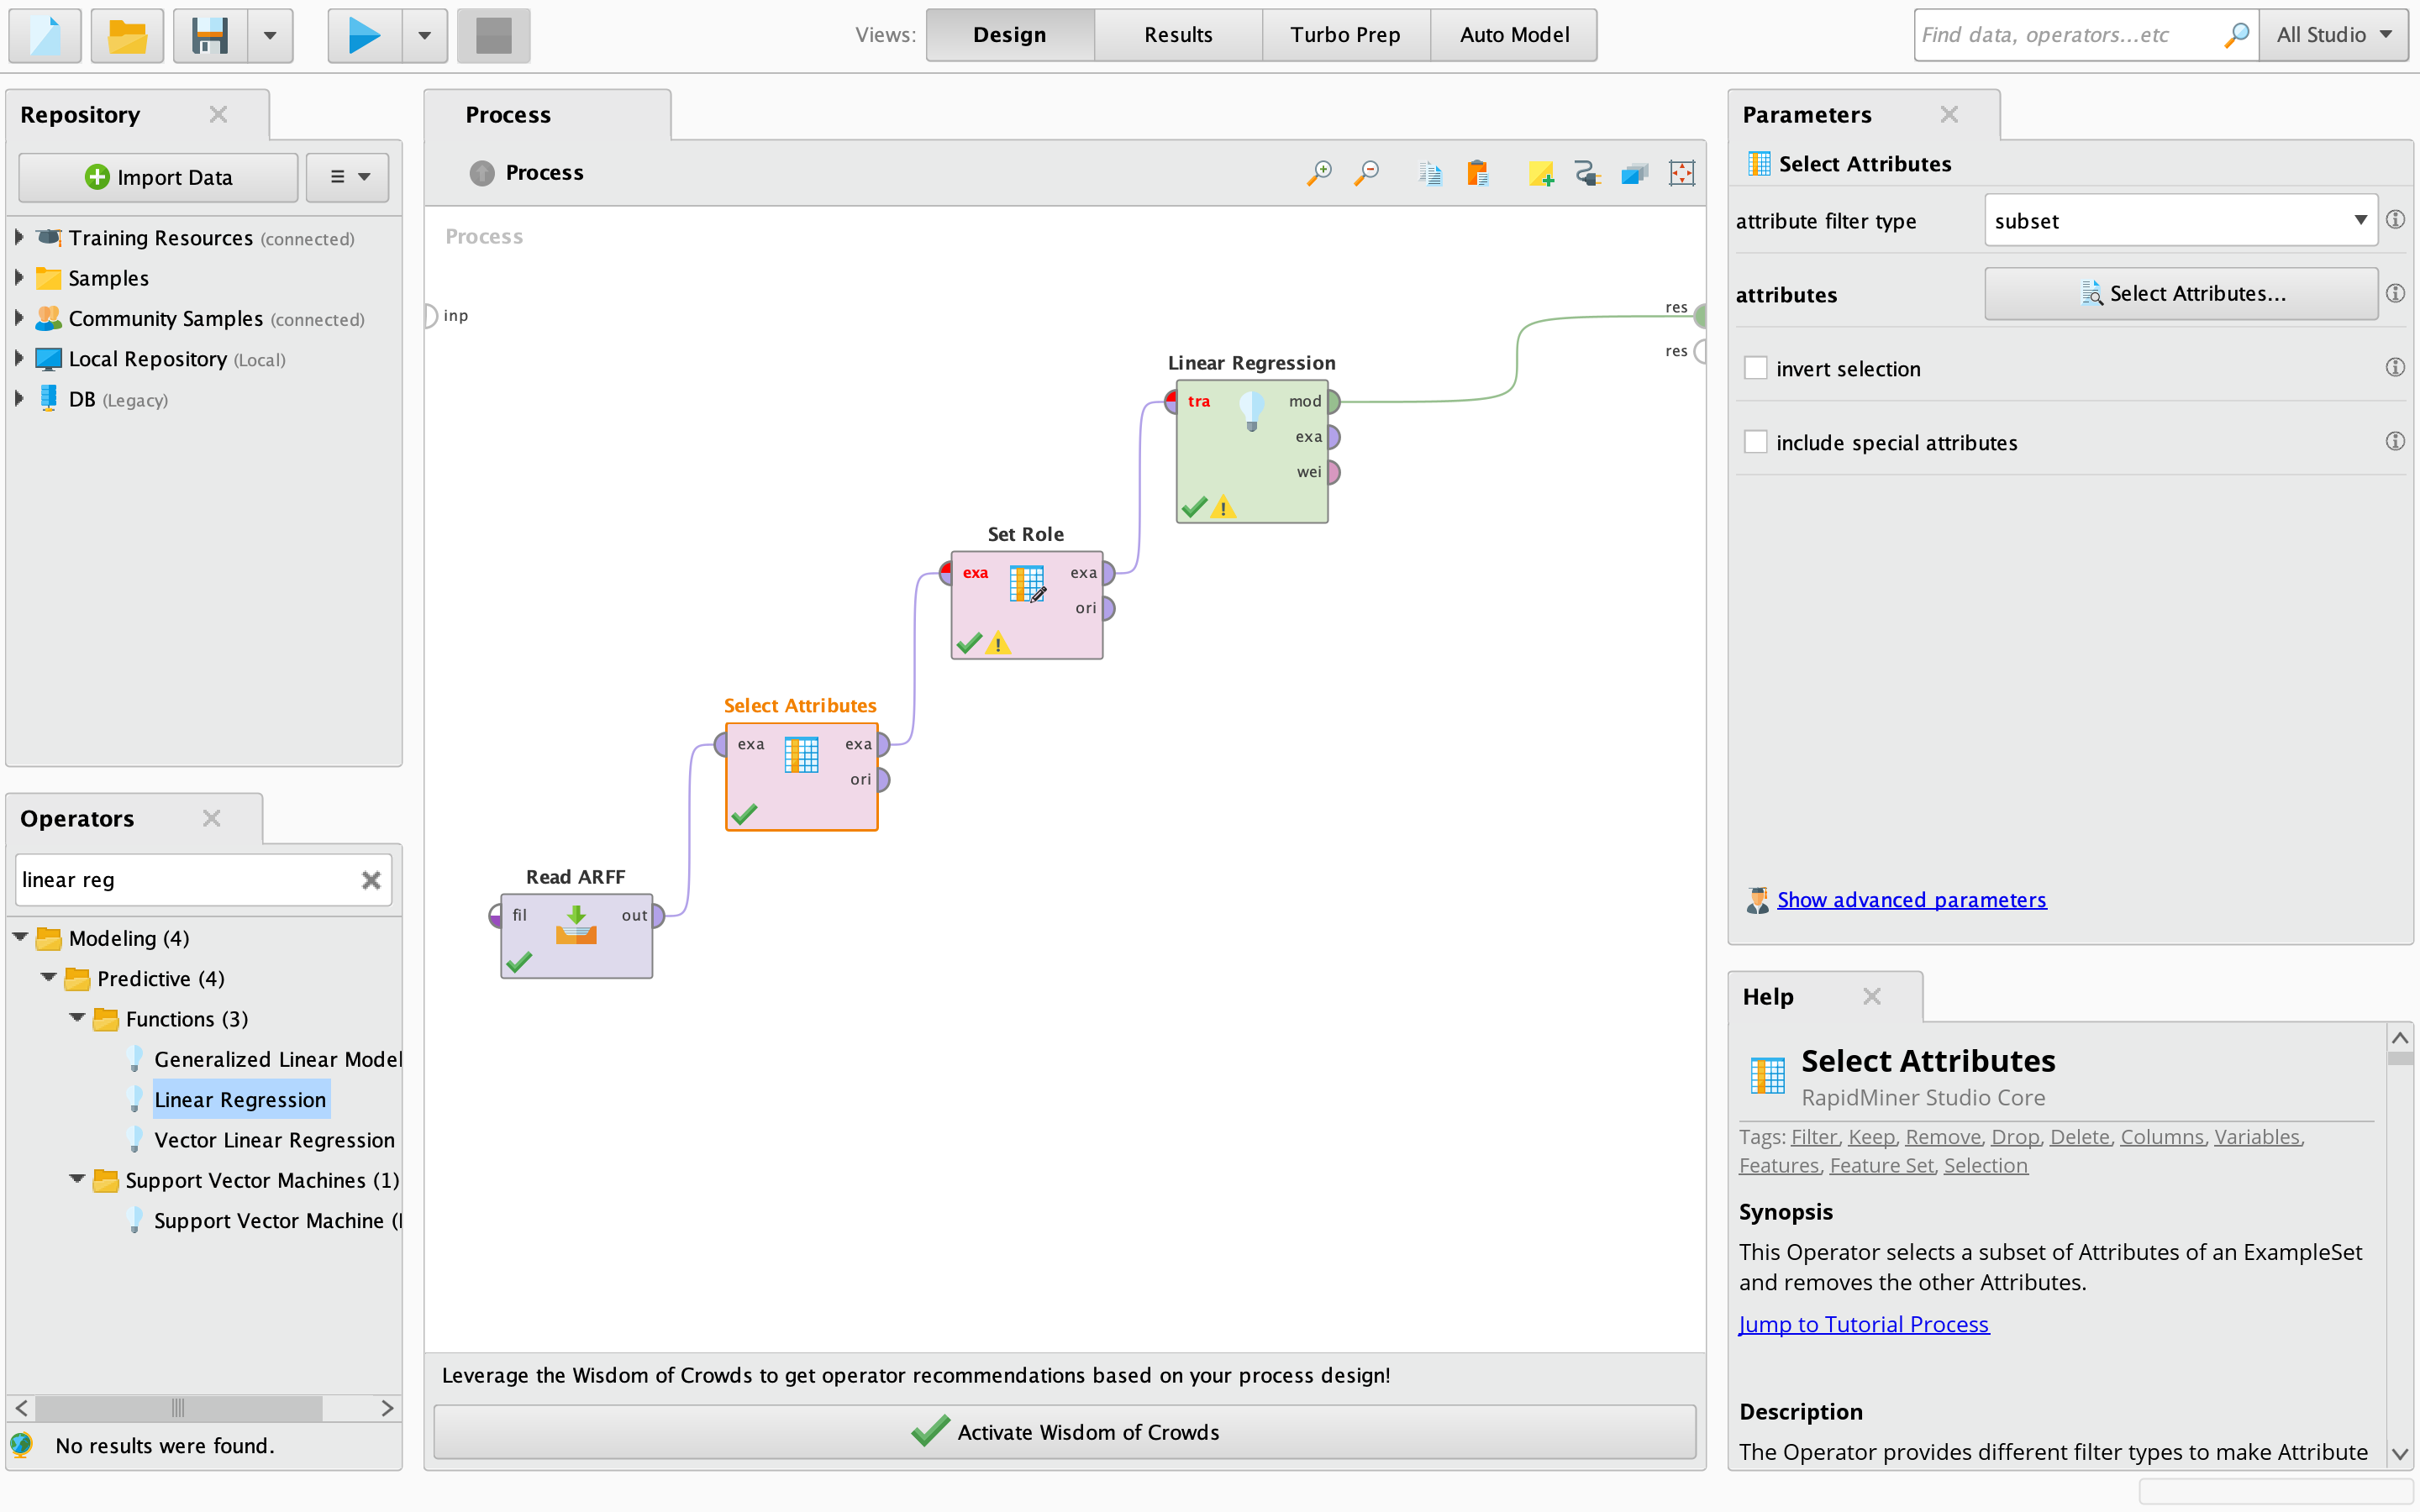 Views: Design Results Turbo Prep Auto Model
Find data, operators...etc
All Studio
Repository
Import Data
Training Resources (connected)
Samples
Community Samples (connected)
Local Repository (Local)
DB (Legacy)
Operators
linear reg
Modeling (4)
Predictive (4)
Functions (3)
Generalized Linear Model
Linear Regression
Vector Linear Regression
Support Vector Machines (1)
Support Vector Machine (
No results were found.
Process
Process
Process
inp
res
res
Linear Regression
tra mod
exa
wei
Set Role
exa exa
ori
Select Attributes
exa exa
ori
Read ARFF
fil out
Leverage the Wisdom of Crowds to get operator recommendations based on your process design!
Activate Wisdom of Crowds
Parameters
Select Attributes
attribute filter type subset
attributes Select Attributes...
invert selection
include special attributes
Show advanced parameters
Help
Select Attributes
RapidMiner Studio Core
Tags: Filter, Keep, Remove, Drop, Delete, Columns, Variables,
Features, Feature Set, Selection
Synopsis
This Operator selects a subset of Attributes of an ExampleSet
and removes the other Attributes.
Jump to Tutorial Process
Description
The Operator provides different filter types to make Attribute